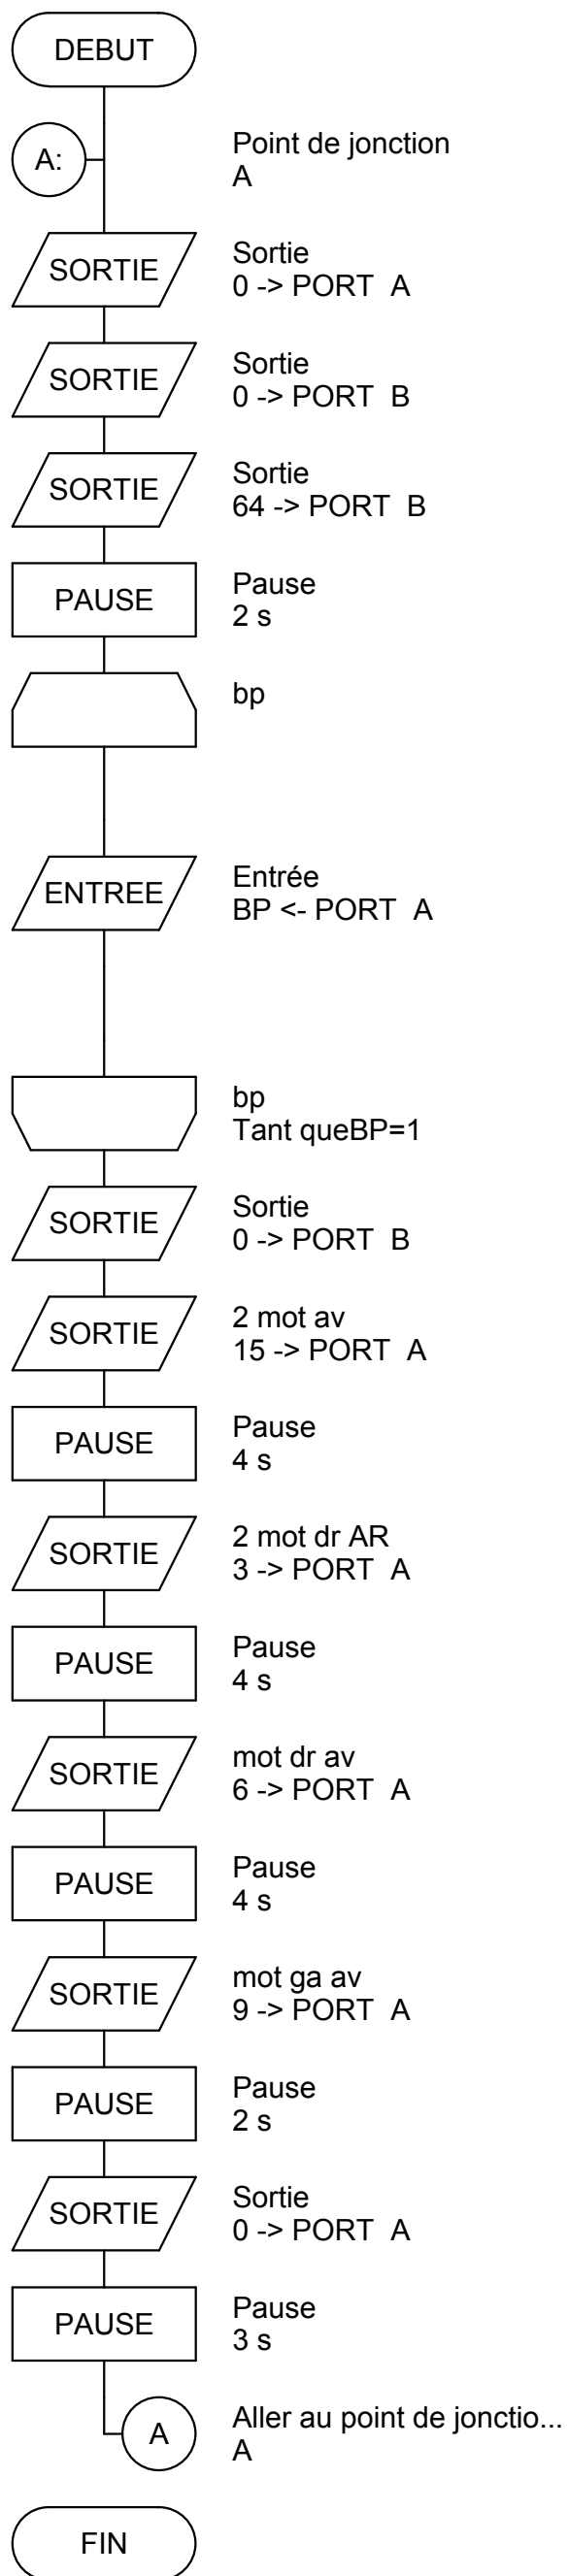 DEBUT
A:
Point de jonction
A
SORTIE
Sortie
0 -> PORT A
SORTIE
Sortie
0 -> PORT B
SORTIE
Sortie
64 -> PORT B
PAUSE
Pause
2 s
bp
ENTREE
Entrée
BP <- PORT A
bp
Tant queBP=1
SORTIE
Sortie
0 -> PORT B
SORTIE
2 mot av
15 -> PORT A
PAUSE
Pause
4 s
SORTIE
2 mot dr AR
3 -> PORT A
PAUSE
Pause
4 s
SORTIE
mot dr av
6 -> PORT A
PAUSE
Pause
4 s
SORTIE
mot ga av
9 -> PORT A
PAUSE
Pause
2 s
SORTIE
Sortie
0 -> PORT A
PAUSE
Pause
3 s
A
Aller au point de jonctio...
A
FIN